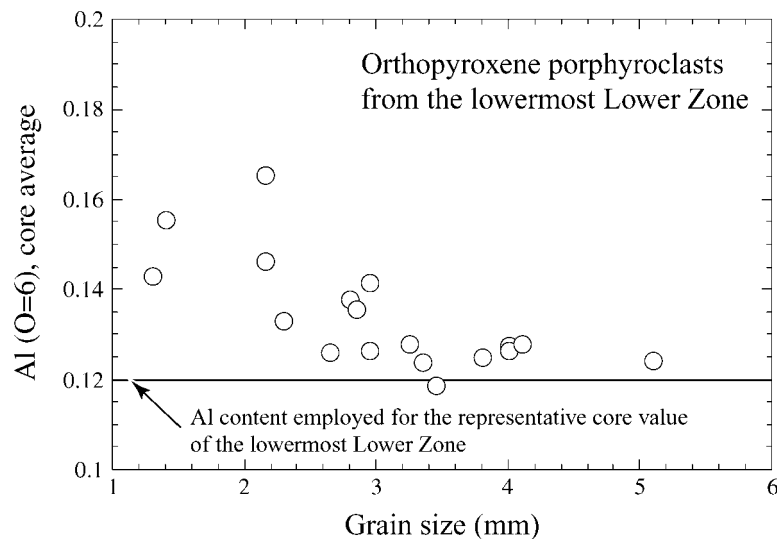 0.2
0.18
0.16
0.14
0.12
0.1
Al (O=6), core average
Orthopyroxene porphyroclasts
from the lowermost Lower Zone
Al content employed for the representative core value
of the lowermost Lower Zone
1
2
3
4
5
6
Grain size (mm)